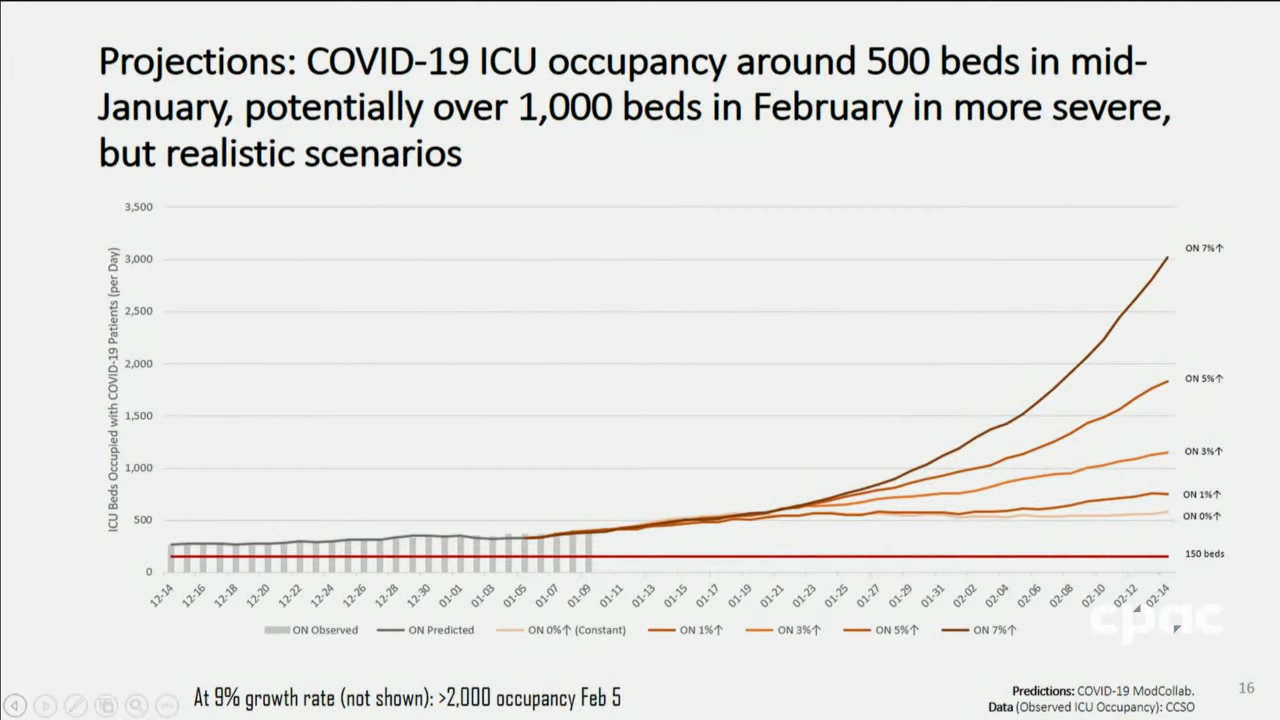 Projections: COVID-19 ICU occupancy around 500 beds in mid-
January, potentially over 1,000 beds in February in more severe,
but realistic scenarios
ICU Beds Occupied with COVID-19 Patients (per Day)
3,500
3,000
2,500
2,000
1,500
1,000
500
0
ON 7%↑
ON 5%↑
ON 3%↑
ON 1%↑
ON 0%↑
150 beds
12-14 12-16 12-18 12-20 12-22 12-24 12-26 12-28 12-30 01-01 01-03 01-05 01-07 01-09 01-11 01-13 01-15 01-17 01-19 01-21 01-23 01-25 01-27 01-29 01-31 02-02 02-04 02-06 02-08 02-10 02-12 02-14
cpac
ON Observed ON Predicted ON 0%↑ (Constant) ON 1%↑ ON 3%↑ ON 5%↑ ON 7%↑
At 9% growth rate (not shown): >2,000 occupancy Feb 5
Predictions: COVID-19 ModCollab.
Data (Observed ICU Occupancy): CCSO
16